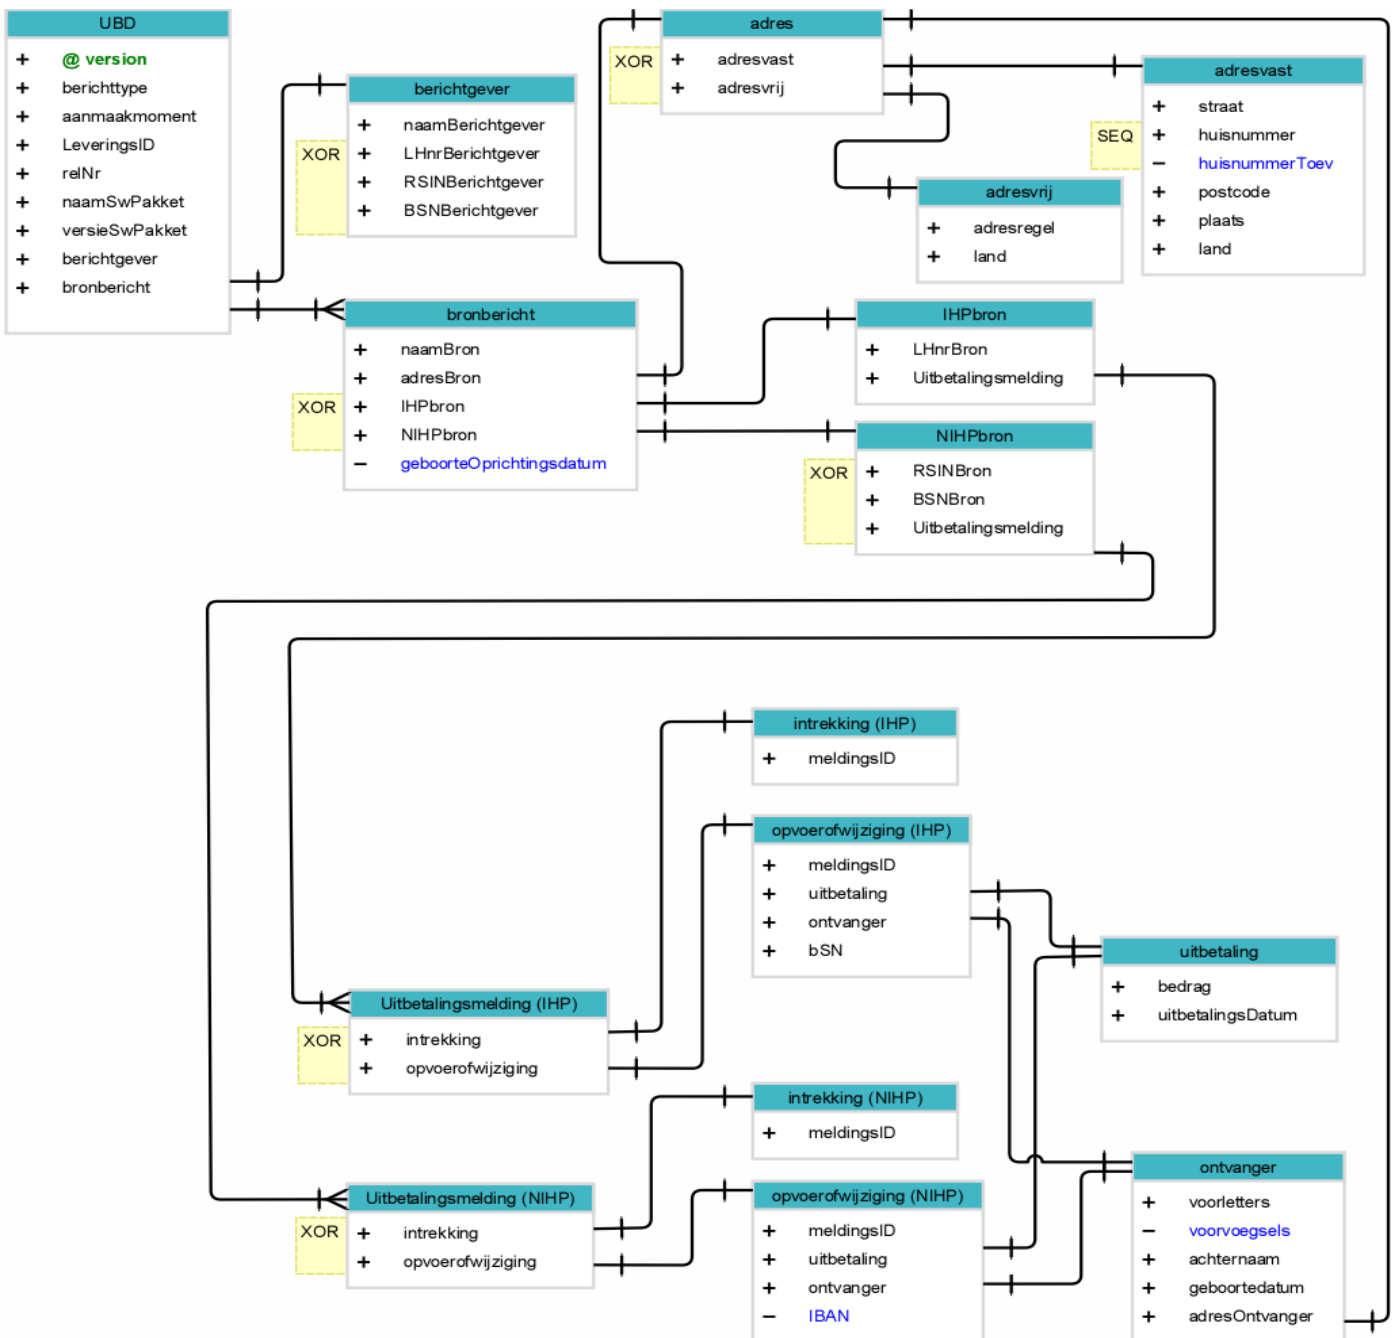 UBD
+ @ version
+ berichttype
+ aanmaakmoment
+ LeveringsID
+ relNr
+ naamSwPakket
+ versieSwPakket
+ berichtgever
+ bronbericht
berichtgever
XOR
+ naamBerichtgever
+ LHnrBerichtgever
+ RSINBerichtgever
+ BSNBerichtgever
adres
XOR
+ adresvast
+ adresvrij
adresvast
SEQ
+ straat
+ huisnummer
− huisnummerToev
+ postcode
+ plaats
+ land
adresvrij
+ adresregel
+ land
bronbericht
XOR
+ naamBron
+ adresBron
+ IHPbron
+ NIHPbron
− geboorteOprichtingsdatum
IHPbron
+ LHnrBron
+ Uitbetalingsmelding
NIHPbron
XOR
+ RSINBron
+ BSNBron
+ Uitbetalingsmelding
intrekking (IHP)
+ meldingsID
opvoerofwijziging (IHP)
+ meldingsID
+ uitbetaling
+ ontvanger
+ bSN
uitbetaling
+ bedrag
+ uitbetalingsDatum
Uitbetalingsmelding (IHP)
XOR
+ intrekking
+ opvoerofwijziging
intrekking (NIHP)
+ meldingsID
Uitbetalingsmelding (NIHP)
XOR
+ intrekking
+ opvoerofwijziging
opvoerofwijziging (NIHP)
+ meldingsID
+ uitbetaling
+ ontvanger
− IBAN
ontvanger
+ voorletters
− voorvoegsels
+ achternaam
+ geboortedatum
+ adresOntvanger